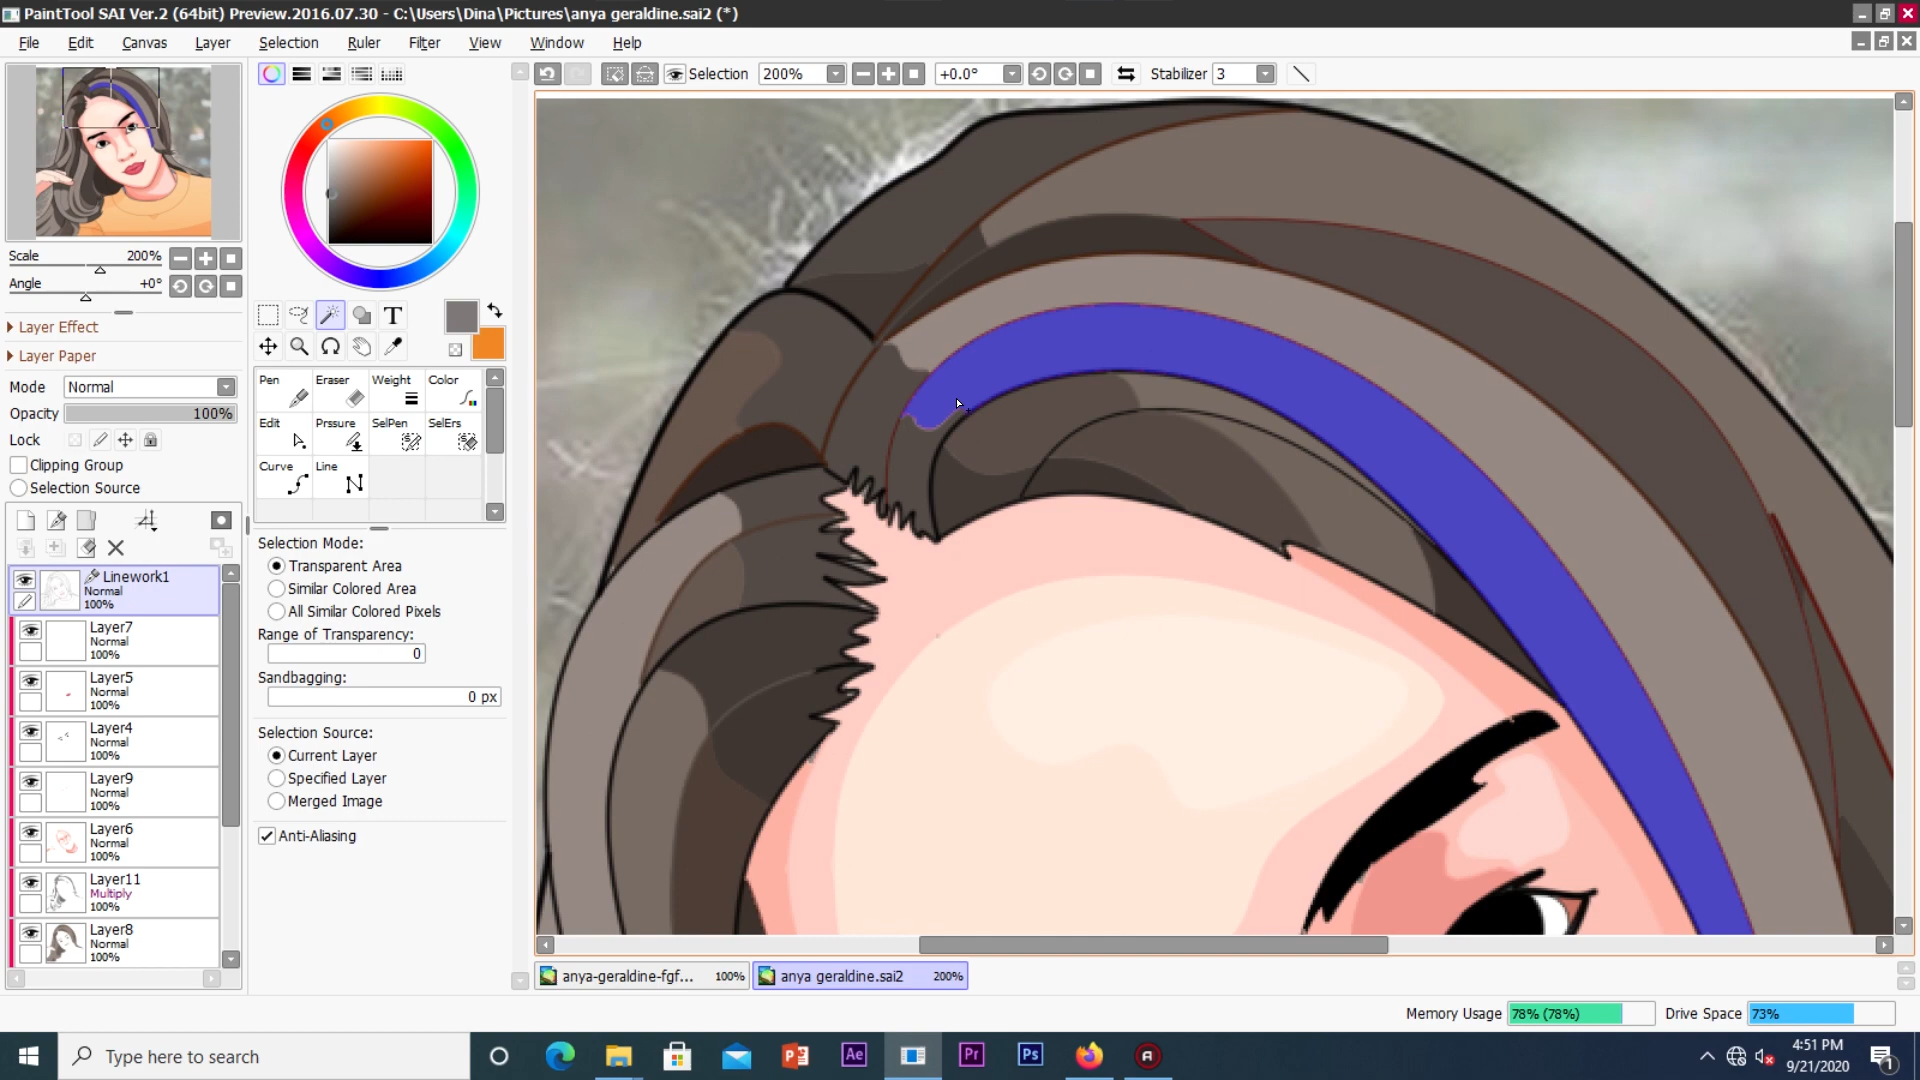 PaintTool SAI Ver.2 (64bit) Preview.2016.07.30 - C:\Users\Dina\Pictures\anya geraldine.sai2 (*)
File Edit Canvas Layer Selection Ruler Filter View Window Help
Selection 200% +0.0° Stabilizer 3
Scale 200%
Angle +0°
Layer Effect
Layer Paper
Mode Normal
Opacity 100%
Lock
Clipping Group
Selection Source
Linework1
Normal
100%
Layer7
Normal
100%
Layer5
Normal
100%
Layer4
Normal
100%
Layer9
Normal
100%
Layer6
Normal
100%
Layer11
Multiply
100%
Layer8
Normal
100%
T
Pen Eraser Weight Color
Edit Prssure SelPen SelErs
Curve Line
Selection Mode:
Transparent Area
Similar Colored Area
All Similar Colored Pixels
Range of Transparency:
0
Sandbagging:
0 px
Selection Source:
Current Layer
Specified Layer
Merged Image
Anti-Aliasing
anya-geraldine-fgf... 100% anya geraldine.sai2 200%
Memory Usage 78% (78%) Drive Space 73%
Type here to search
Ae Pr Ps
4:51 PM
9/21/2020
1